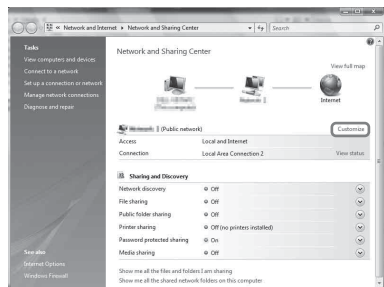 « Network and Internet ▸ Network and Sharing Center
Search
Tasks
View computers and devices
Connect to a network
Set up a connection or network
Manage network connections
Diagnose and repair
See also
Internet Options
Windows Firewall
Network and Sharing Center
View full map
Internet
(Public network)
Customize
Access Local and Internet
Connection Local Area Connection 2 View status
Sharing and Discovery
Network discovery Off
File sharing Off
Public folder sharing Off
Printer sharing Off (no printers installed)
Password protected sharing On
Media sharing Off
Show me all the files and folders I am sharing
Show me all the shared network folders on this computer